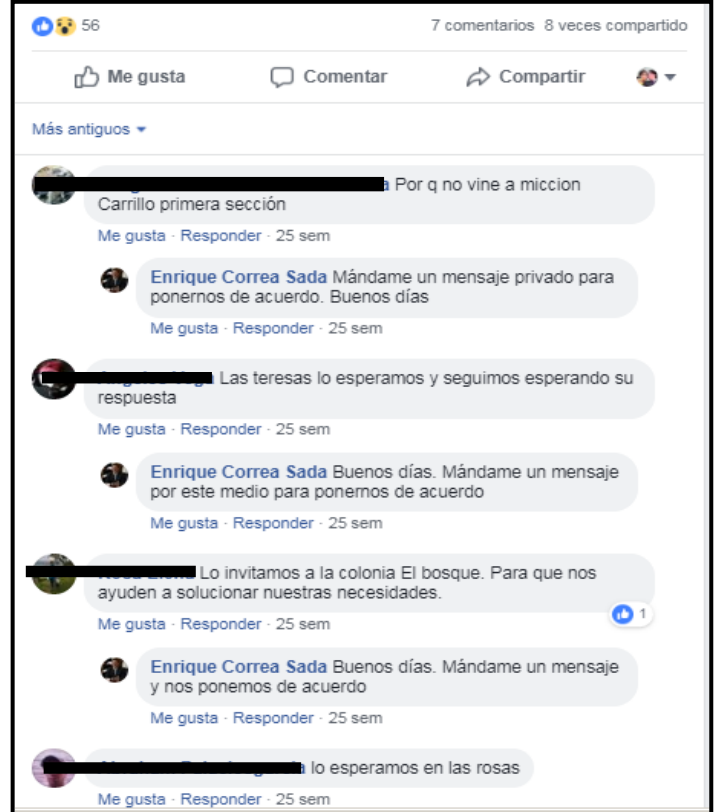 56
7 comentarios 8 veces compartido
Me gusta
Comentar
Compartir
Más antiguos
Por q no vine a miccion
Carrillo primera sección
Me gusta · Responder · 25 sem
Enrique Correa Sada Mándame un mensaje privado para
ponernos de acuerdo. Buenos días
Me gusta · Responder · 25 sem
Las teresas lo esperamos y seguimos esperando su
respuesta
Me gusta · Responder · 25 sem
Enrique Correa Sada Buenos días. Mándame un mensaje
por este medio para ponernos de acuerdo
Me gusta · Responder · 25 sem
Lo invitamos a la colonia El bosque. Para que nos
ayuden a solucionar nuestras necesidades.
1
Me gusta · Responder · 25 sem
Enrique Correa Sada Buenos días. Mándame un mensaje
y nos ponemos de acuerdo
Me gusta · Responder · 25 sem
lo esperamos en las rosas
Me gusta · Responder · 25 sem